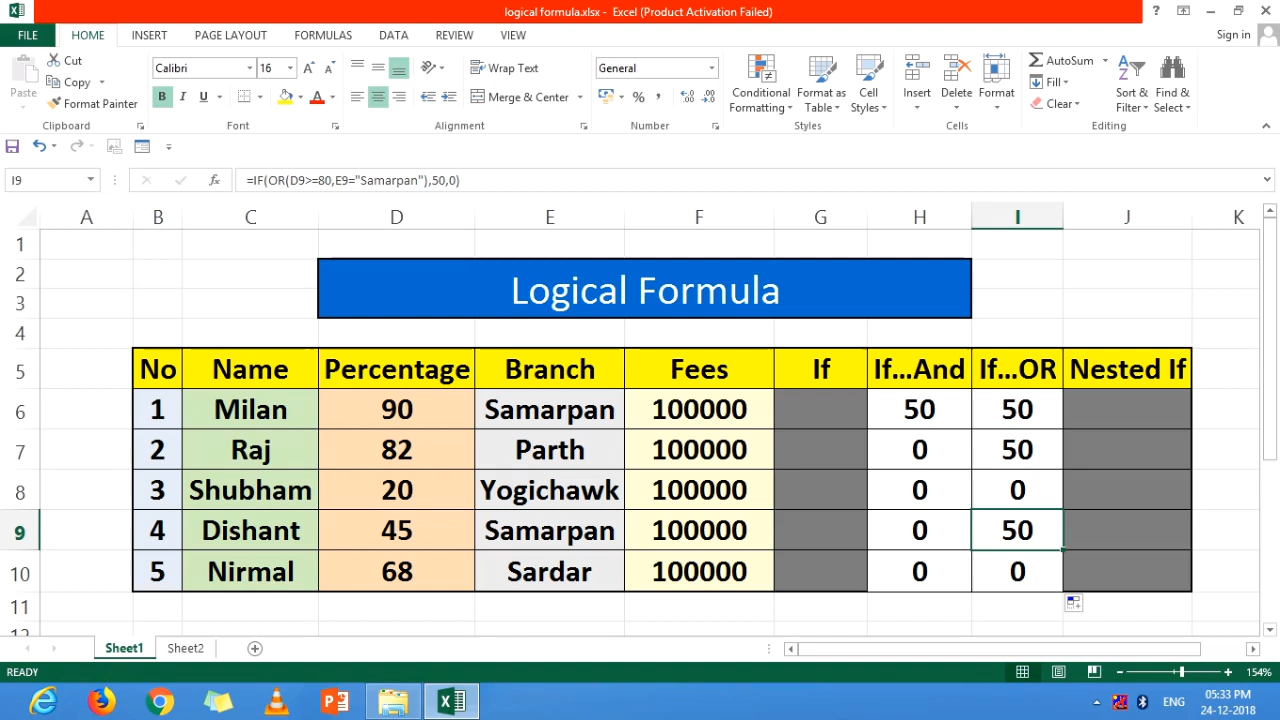 logical formula.xlsx - Excel (Product Activation Failed)
FILE HOME INSERT PAGE LAYOUT FORMULAS DATA REVIEW VIEW Sign in
Paste Cut Copy Format Painter Clipboard
Calibri 16 B I U Font
Wrap Text Merge & Center Alignment
General % , Number
Conditional Formatting Format as Table Cell Styles Styles
Insert Delete Format Cells
AutoSum Fill Clear Sort & Filter Find & Select Editing
I9 fx =IF(OR(D9>=80,E9="Samarpan"),50,0)
A B C D E F G H I J K
1
2
Logical Formula
3
4
5 No Name Percentage Branch Fees If If...And If...OR Nested If
6 1 Milan 90 Samarpan 100000 50 50
7 2 Raj 82 Parth 100000 0 50
8 3 Shubham 20 Yogichawk 100000 0 0
9 4 Dishant 45 Samarpan 100000 0 50
10 5 Nirmal 68 Sardar 100000 0 0
11
12
Sheet1 Sheet2
READY 154%
ENG 05:33 PM
24-12-2018